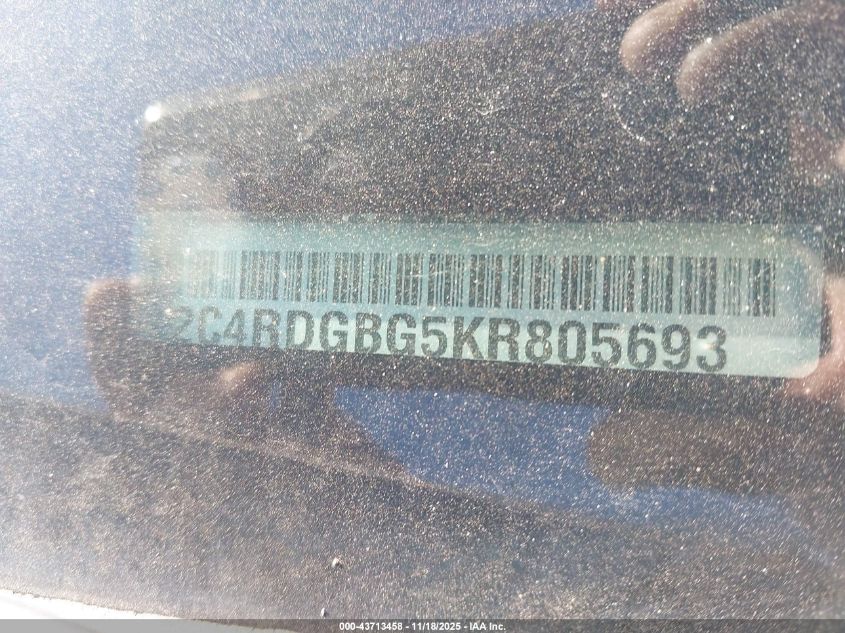 2C4RDGBG5KR805693
000-43713458 - 11/18/2025 - IAA Inc.